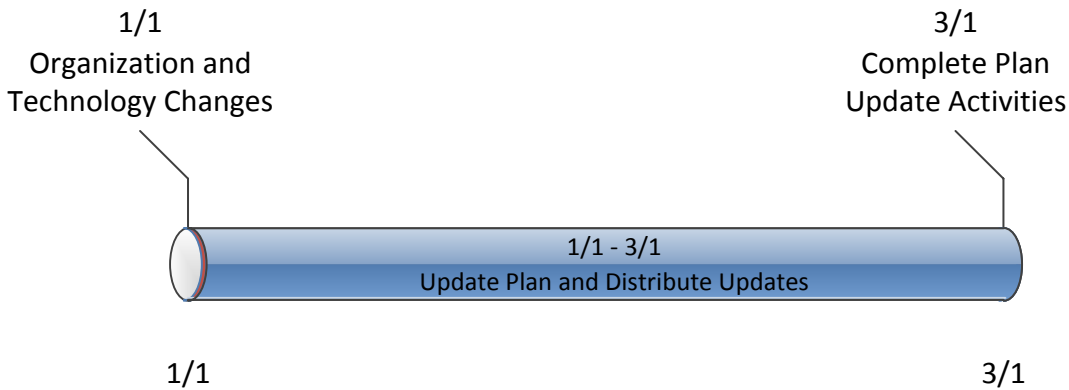 1/1
Organization and
Technology Changes
3/1
Complete Plan
Update Activities
1/1 - 3/1
Update Plan and Distribute Updates
1/1
3/1